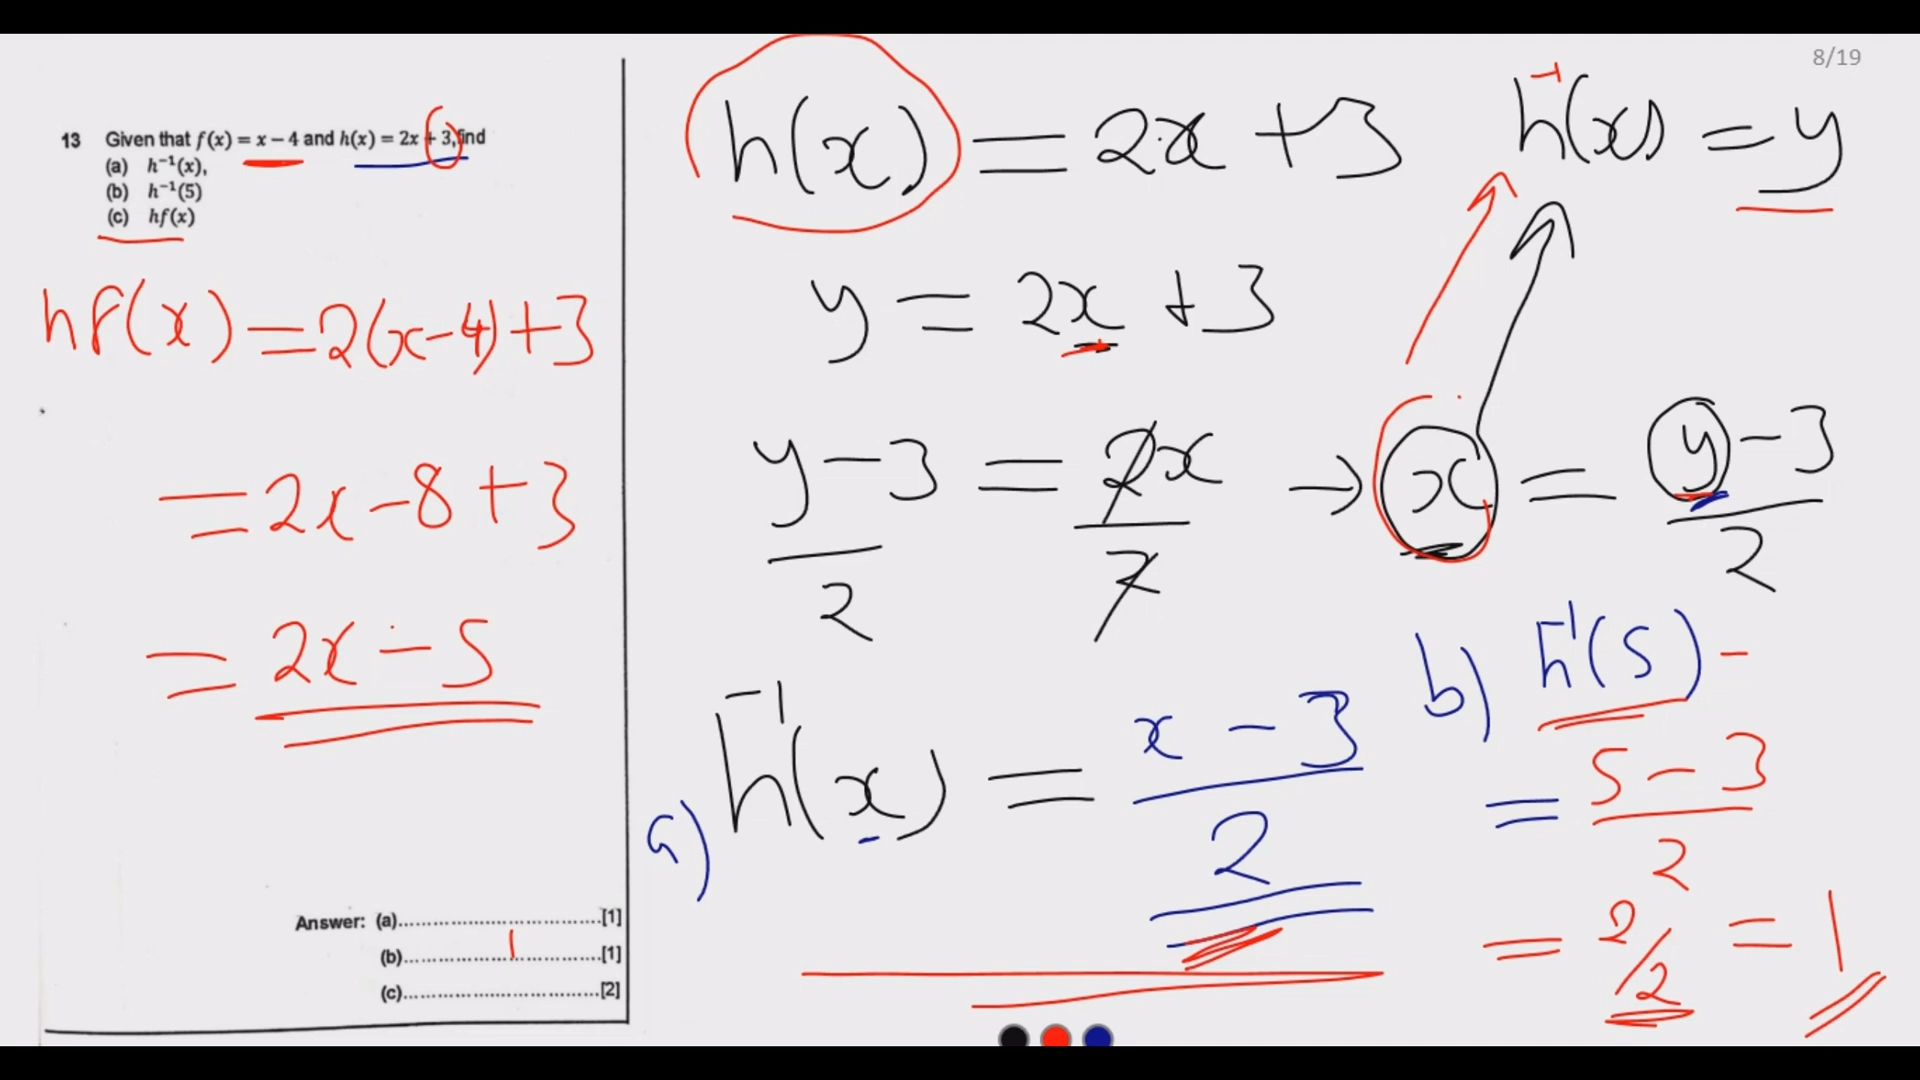 8/19
13 Given that f(x) = x – 4 and h(x) = 2x + 3, find
(a) h⁻¹(x),
(b) h⁻¹(5)
(c) hf(x)
hf(x) = 2(x-4)+3
= 2x - 8 + 3
= 2x - 5
Answer: (a)..............................[1]
(b)...............1...............[1]
(c)..............................[2]
h(x) = 2x + 3
h⁻¹(x) = y
y = 2x + 3
y - 3 / 2 = 2x / 2 → x = y - 3 / 2
a) h⁻¹(x) = x - 3 / 2
b) h⁻¹(5) -
= 5 - 3 / 2
= 2/2 = 1